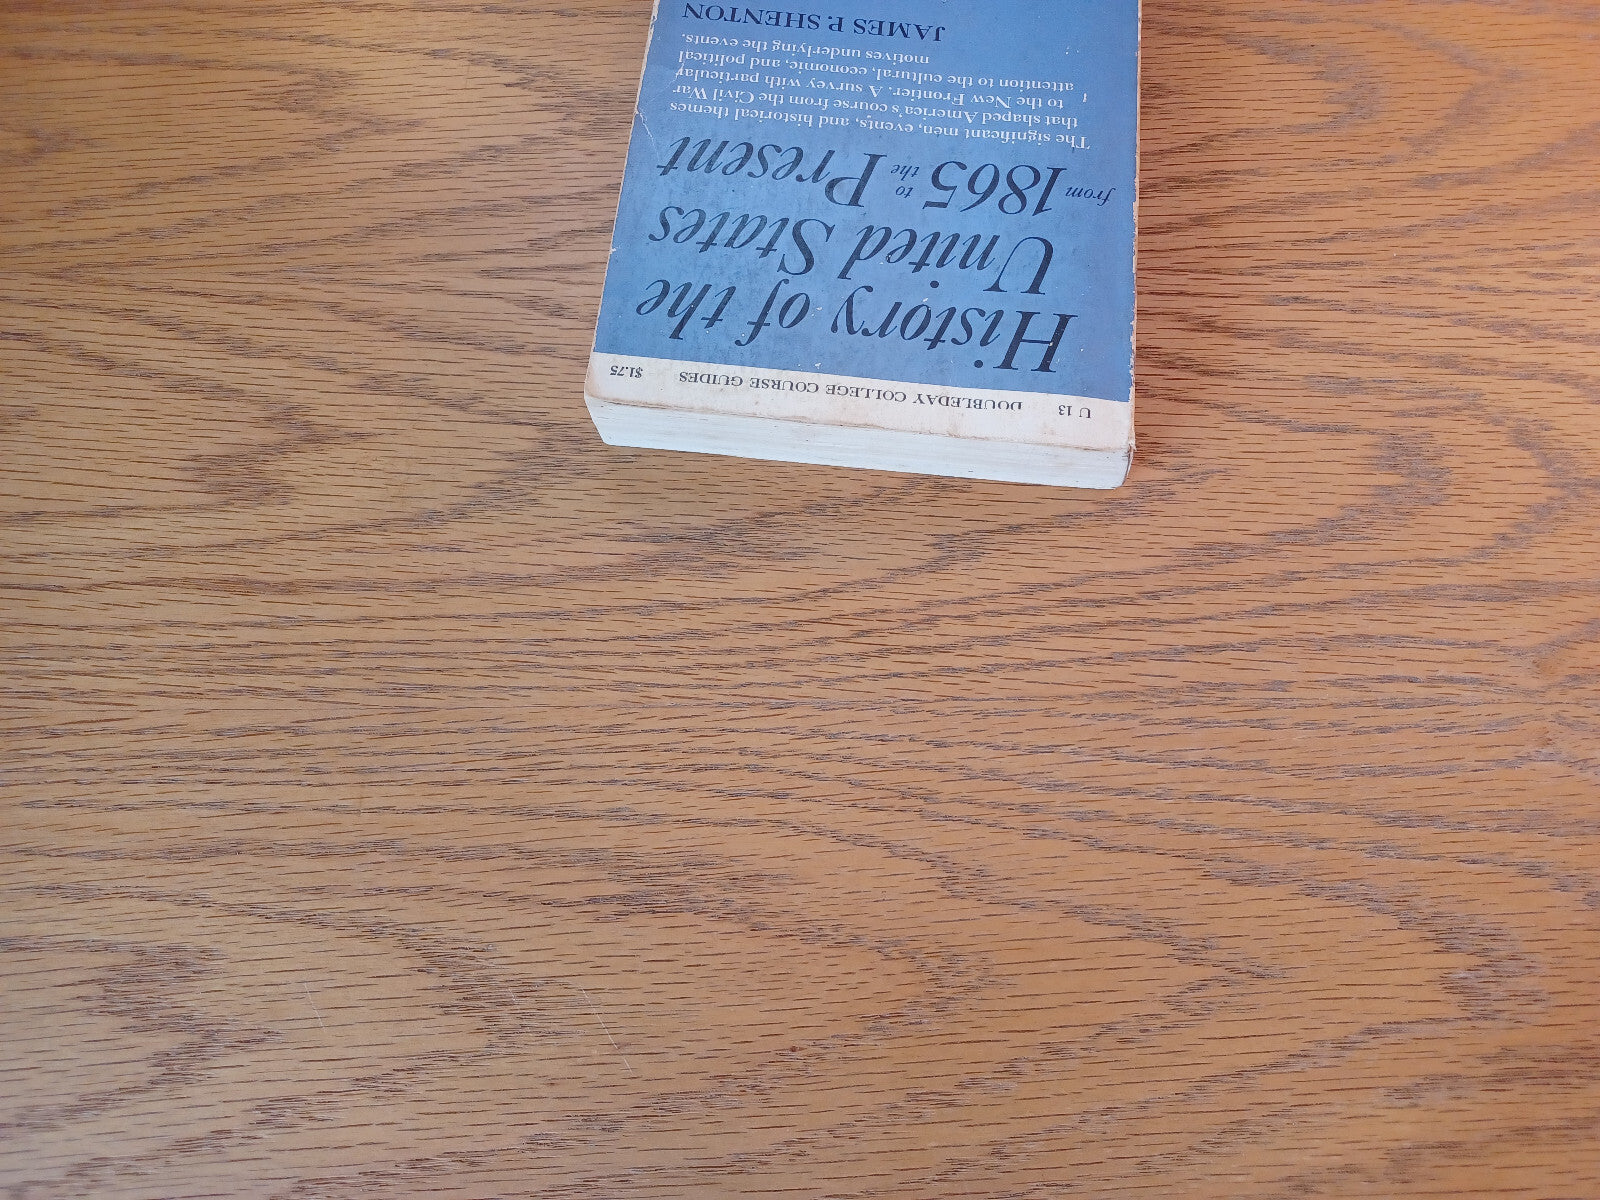 U 13 DOUBLEDAY COLLEGE COURSE GUIDES $1.75
History of the
United States
from 1865 to the Present
The significant men, events, and historical themes
that shaped America's course from the Civil War
to the New Frontier. A survey with particular
attention to the cultural, economic, and political
motives underlying the events.
JAMES P. SHENTON